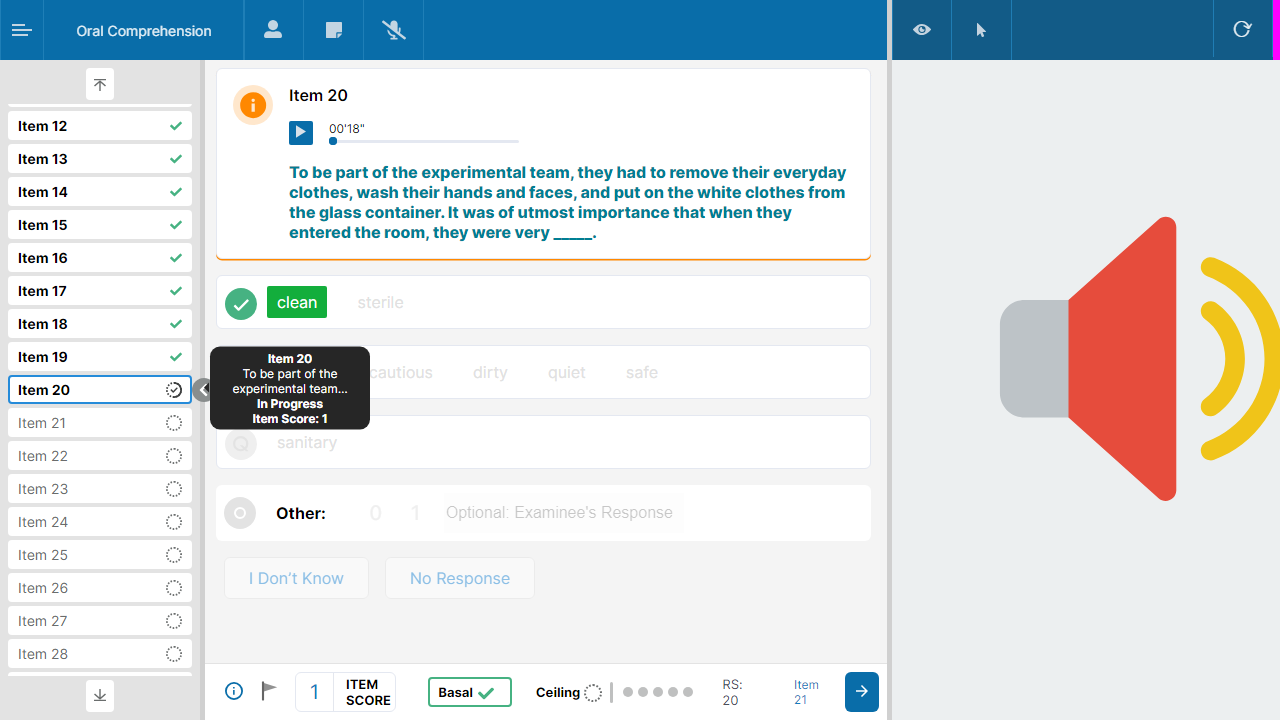 Oral Comprehension
Item 12
Item 13
Item 14
Item 15
Item 16
Item 17
Item 18
Item 19
Item 20
Item 21
Item 22
Item 23
Item 24
Item 25
Item 26
Item 27
Item 28
Item 20
00'18"
To be part of the experimental team, they had to remove their everyday
clothes, wash their hands and faces, and put on the white clothes from
the glass container. It was of utmost importance that when they
entered the room, they were very _____.
clean sterile
Item 20
To be part of the
experimental team...
In Progress
Item Score: 1
cautious dirty quiet safe
Q sanitary
Other: 0 1 Optional: Examinee's Response
I Don’t Know No Response
1 ITEM
SCORE
Basal
Ceiling
RS:
20
Item
21